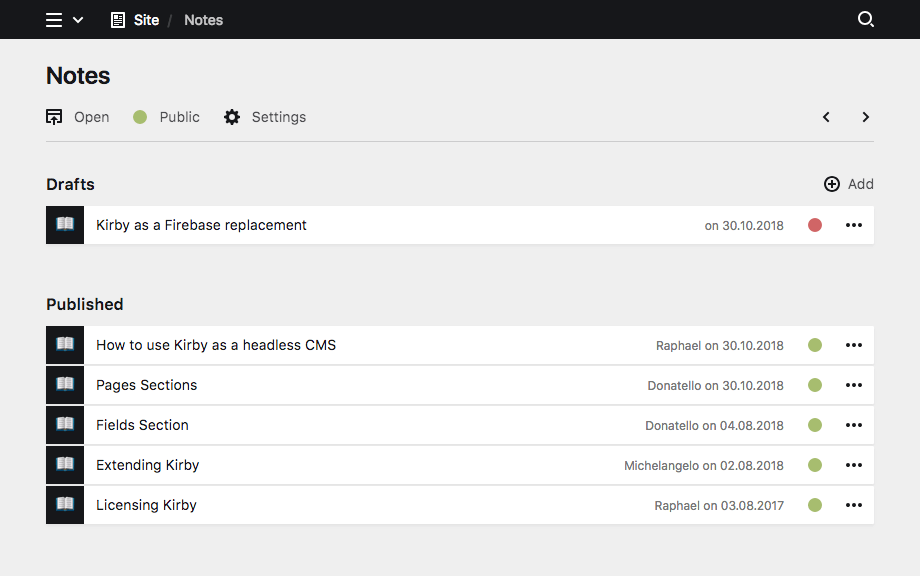 Site / Notes
Notes
Open Public Settings
Drafts Add
Kirby as a Firebase replacement on 30.10.2018
Published
How to use Kirby as a headless CMS Raphael on 30.10.2018
Pages Sections Donatello on 30.10.2018
Fields Section Donatello on 04.08.2018
Extending Kirby Michelangelo on 02.08.2018
Licensing Kirby Raphael on 03.08.2017